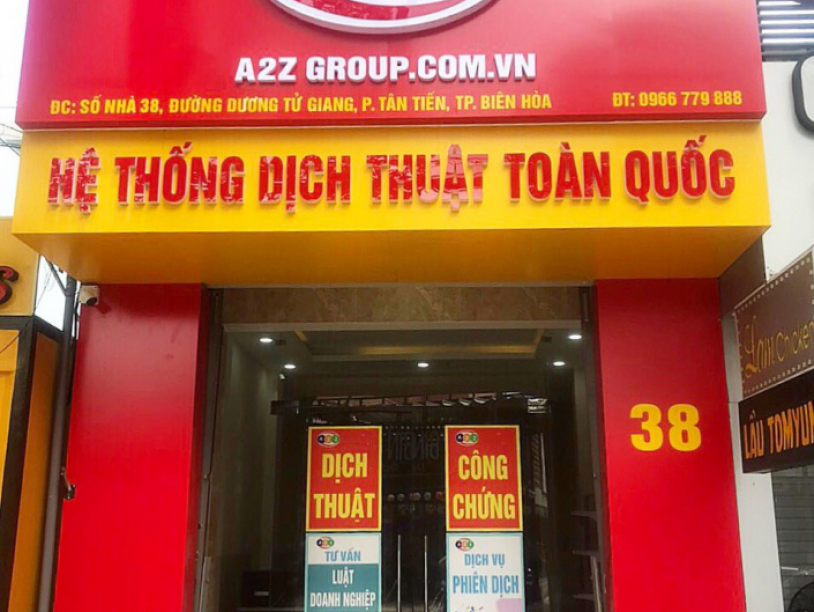 A2Z GROUP.COM.VN
ĐC: SỐ NHÀ 38, ĐƯỜNG DƯƠNG TỬ GIANG, P. TÂN TIẾN, TP. BIÊN HÒA ĐT: 0966 779 888
HỆ THỐNG DỊCH THUẬT TOÀN QUỐC
38
DỊCH
THUẬT
CÔNG
CHỨNG
TƯ VẤN
LUẬT
DOANH NGHIỆP
DỊCH VỤ
PHIÊN DỊCH
Lam Chicken
LẨU TOMYUM